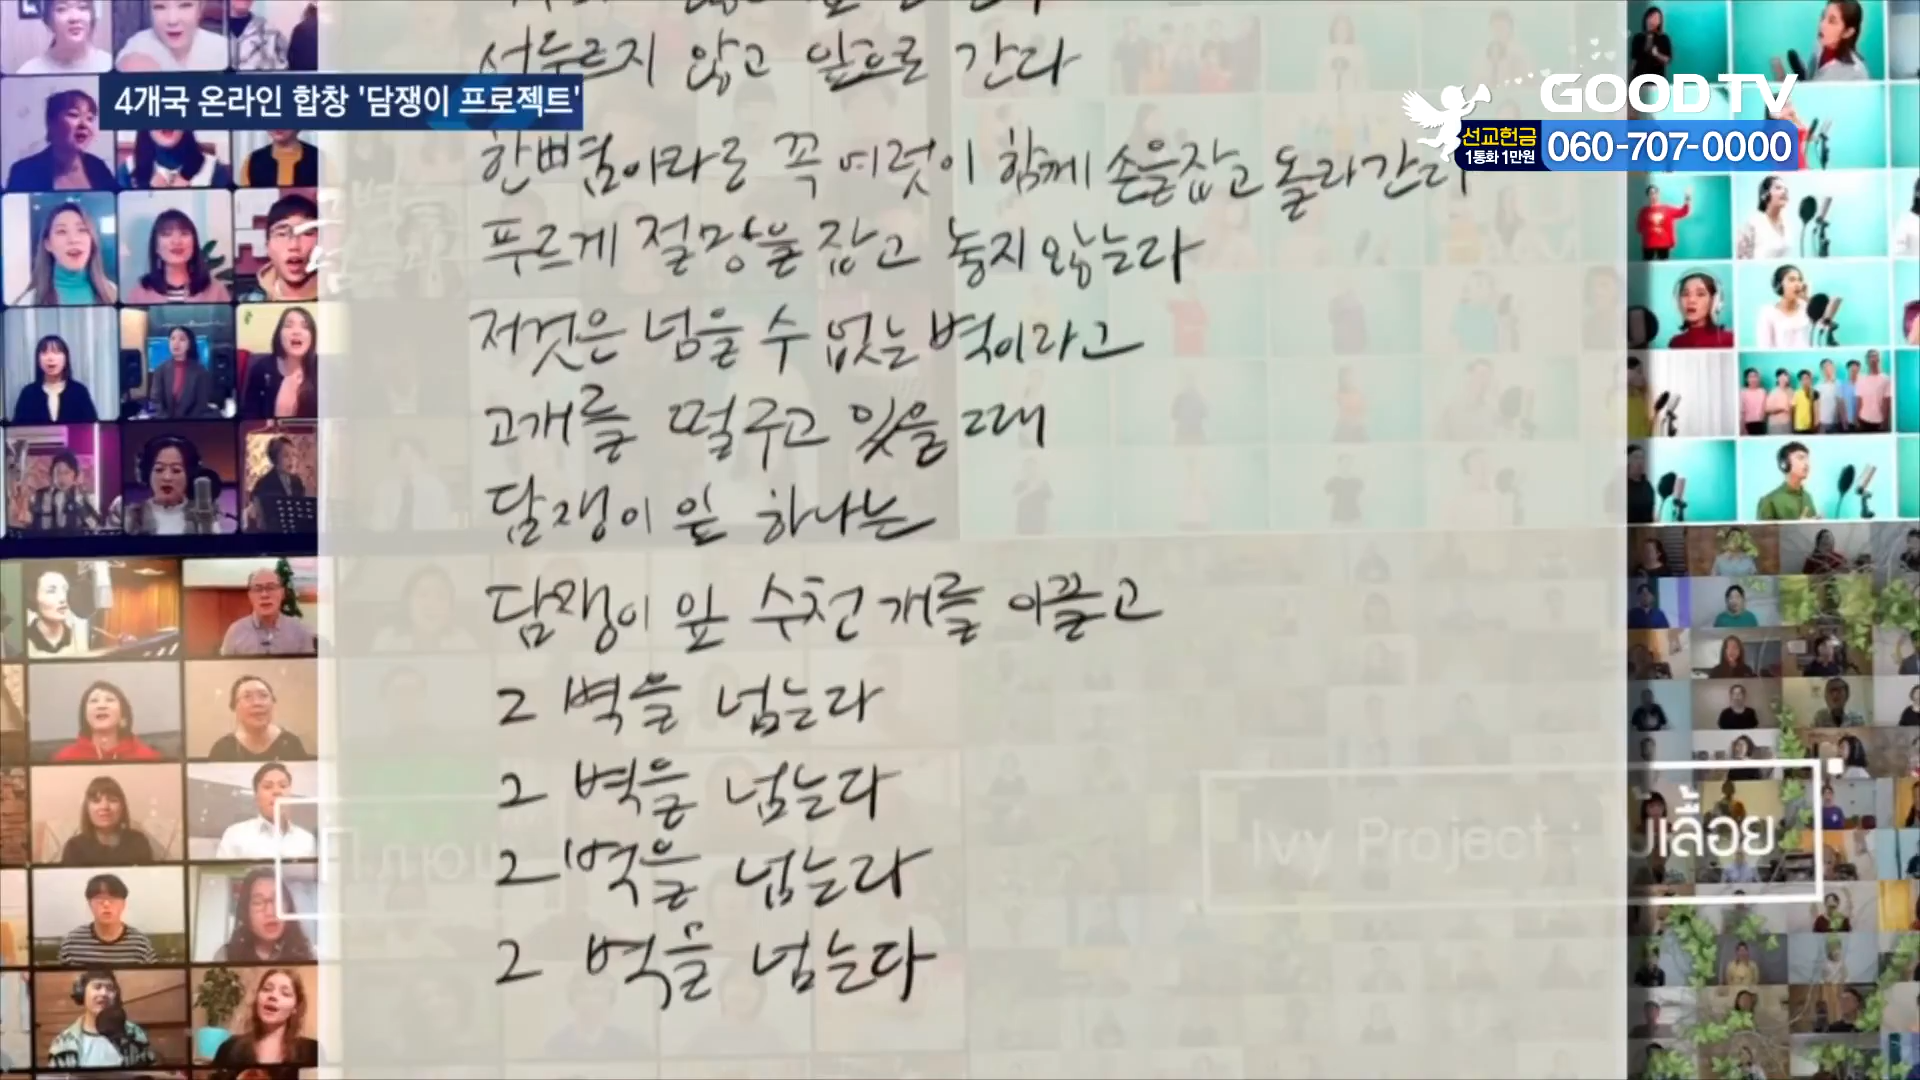 서두르지 않고 앞으로 간다
4개국 온라인 합창 '담쟁이 프로젝트'
GOOD TV
선교헌금
1통화 1만원
060-707-0000
한뼘이라도 꼭 여럿이 함께 손을잡고 올라간다
푸르게 절망을 잡고 놓지 않는다
저것은 넘을 수 없는 벽이라고
고개를 떨구고 있을 때
담쟁이 잎 하나는
담쟁이 잎 수천 개를 이끌고
그 벽을 넘는다
그 벽을 넘는다
Ivy Project : ไม้เลื้อย
그 벽을 넘는다
그 벽을 넘는다